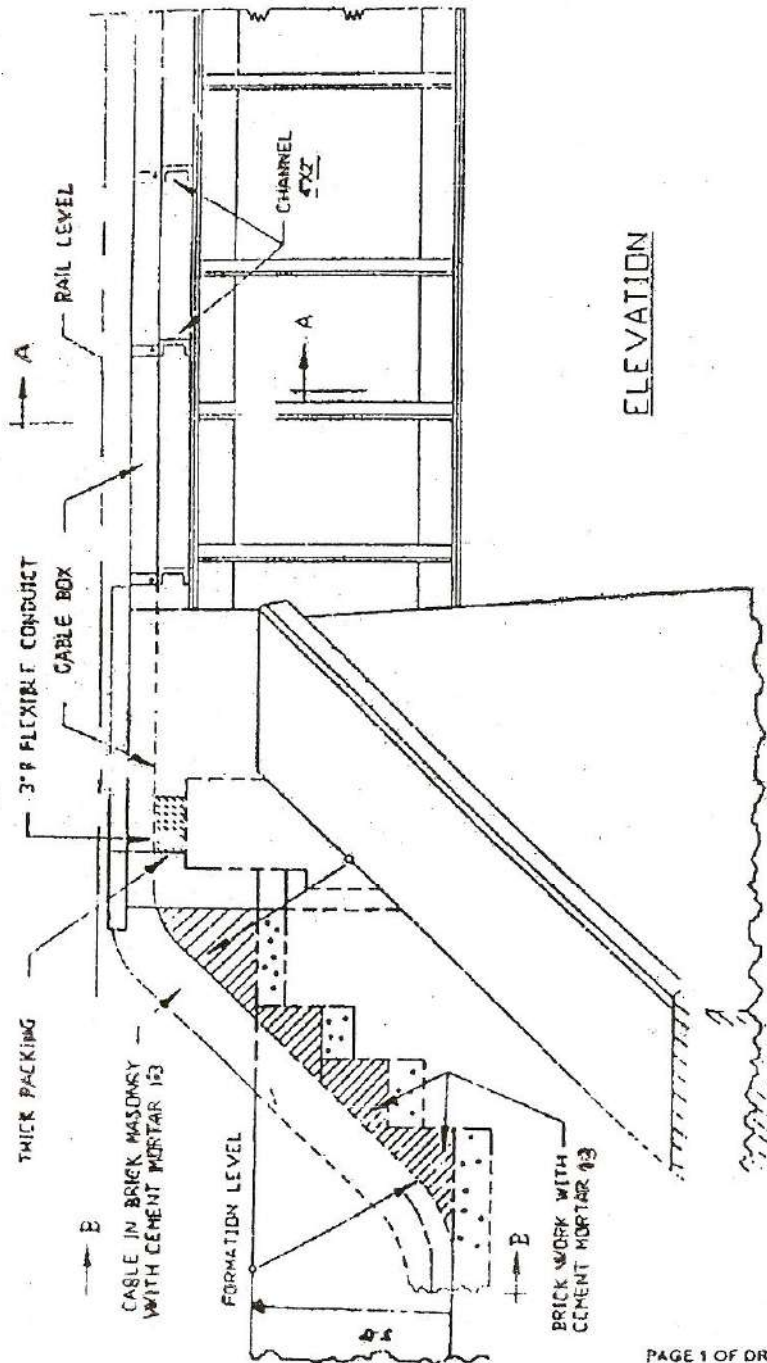 A
RAIL LEVEL
3"R FLEXIBLE CONDUICT
CABLE BOX
THICK PACKING
CHANNEL
A
B
CABLE IN BRICK MASONRY
WITH CEMENT MORTAR 1:3
FORMATION LEVEL
BRICK WORK WITH
CEMENT MORTAR 1:3
B
ELEVATION
PAGE 1 OF DR